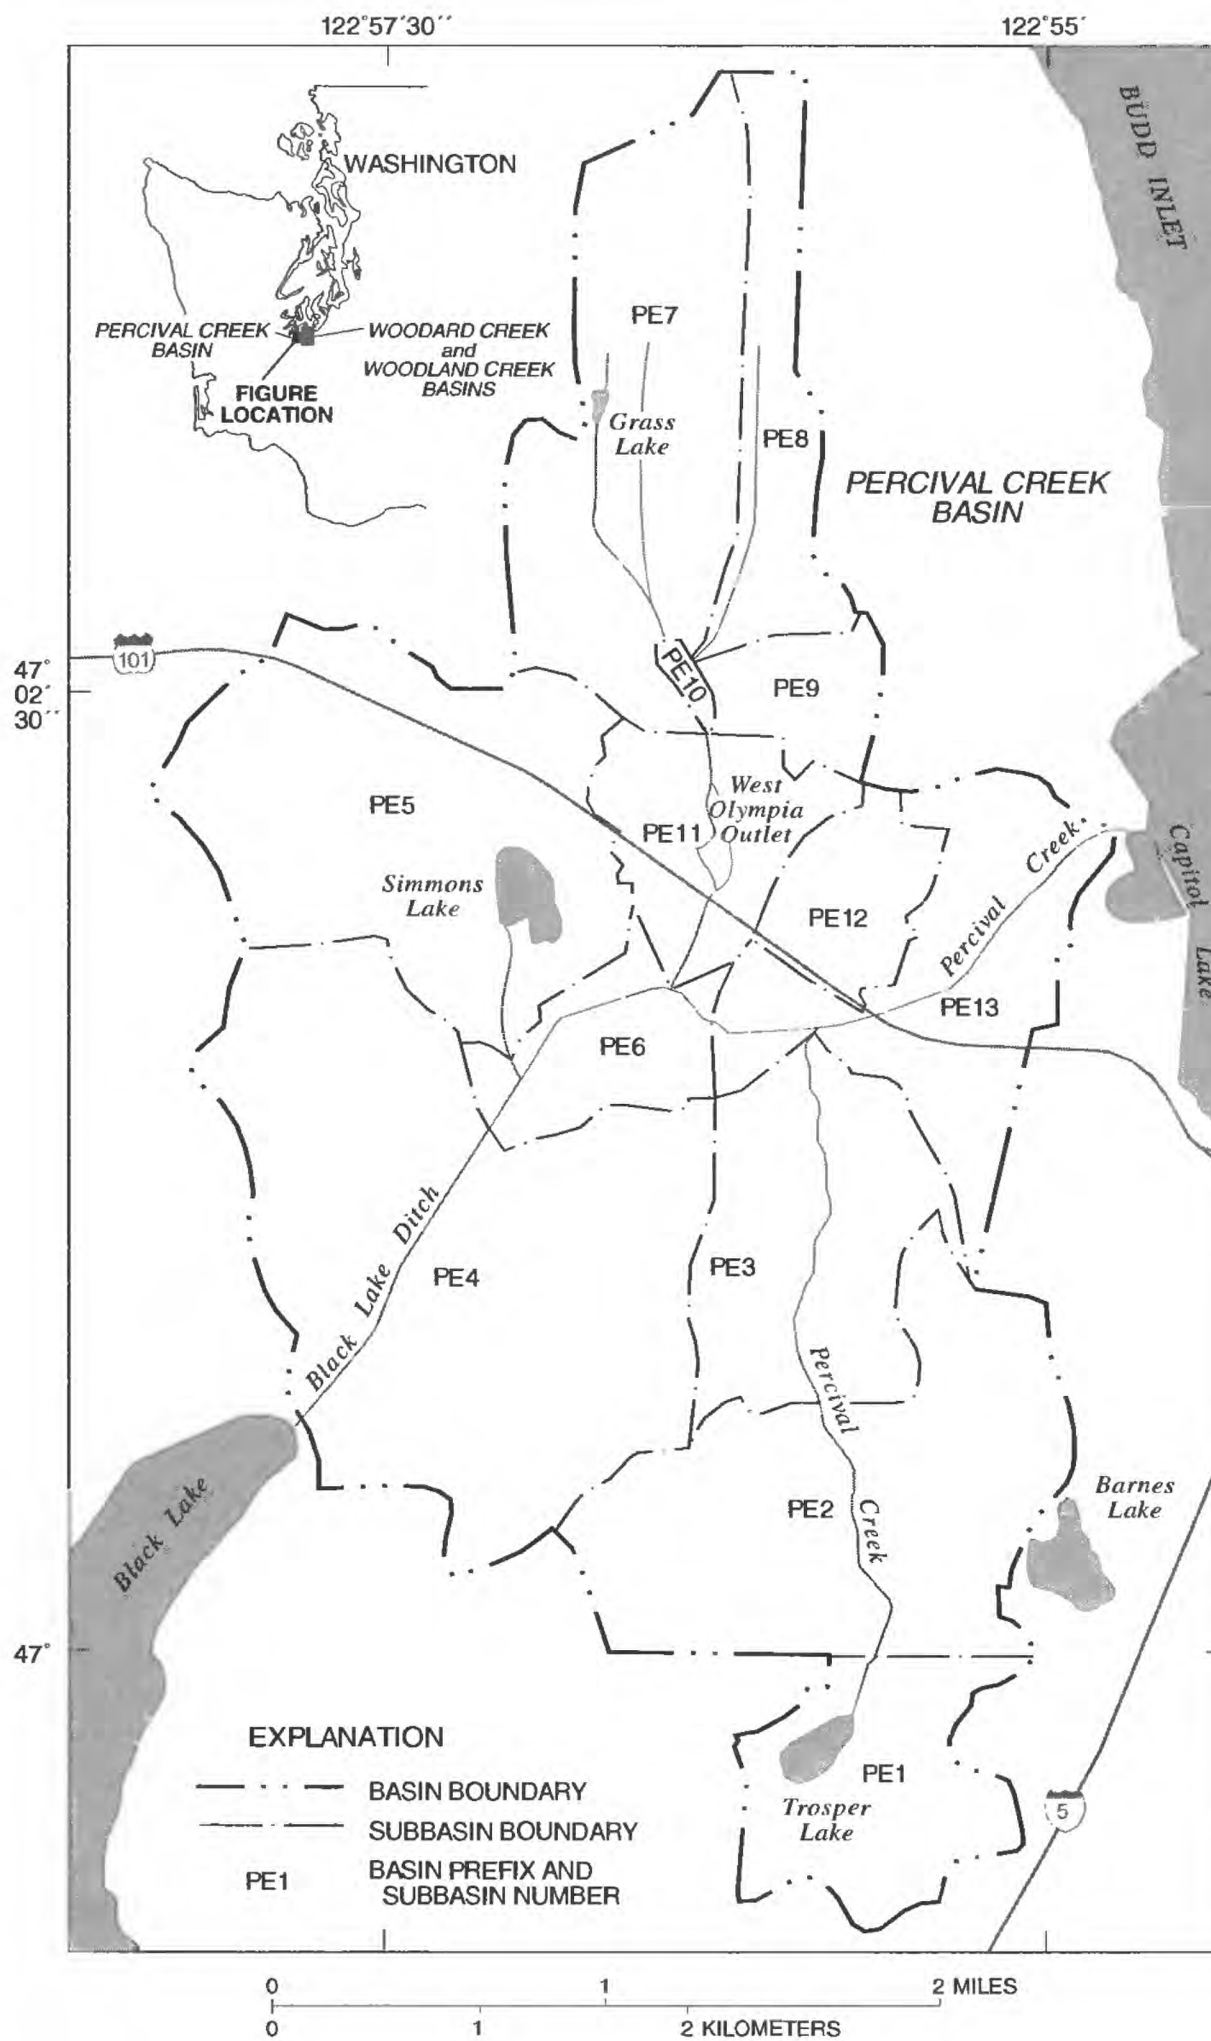 122°57'30''
122°55'
BUDD INLET
WASHINGTON
PERCIVAL CREEK
BASIN
WOODARD CREEK
and
WOODLAND CREEK
BASINS
FIGURE
LOCATION
PE7
Grass
Lake
PE8
PERCIVAL CREEK
BASIN
101
47°
02'
30''
PE10
PE9
PE5
West
Olympia
Outlet
PE11
Percival Creek
Capitol Lake
Simmons
Lake
PE12
PE13
PE6
Black Lake Ditch
PE4
PE3
Percival Creek
PE2
Barnes
Lake
Black Lake
47°
PE1
Trosper
Lake
5
EXPLANATION
BASIN BOUNDARY
SUBBASIN BOUNDARY
PE1 BASIN PREFIX AND
SUBBASIN NUMBER
0 1 2 MILES
0 1 2 KILOMETERS